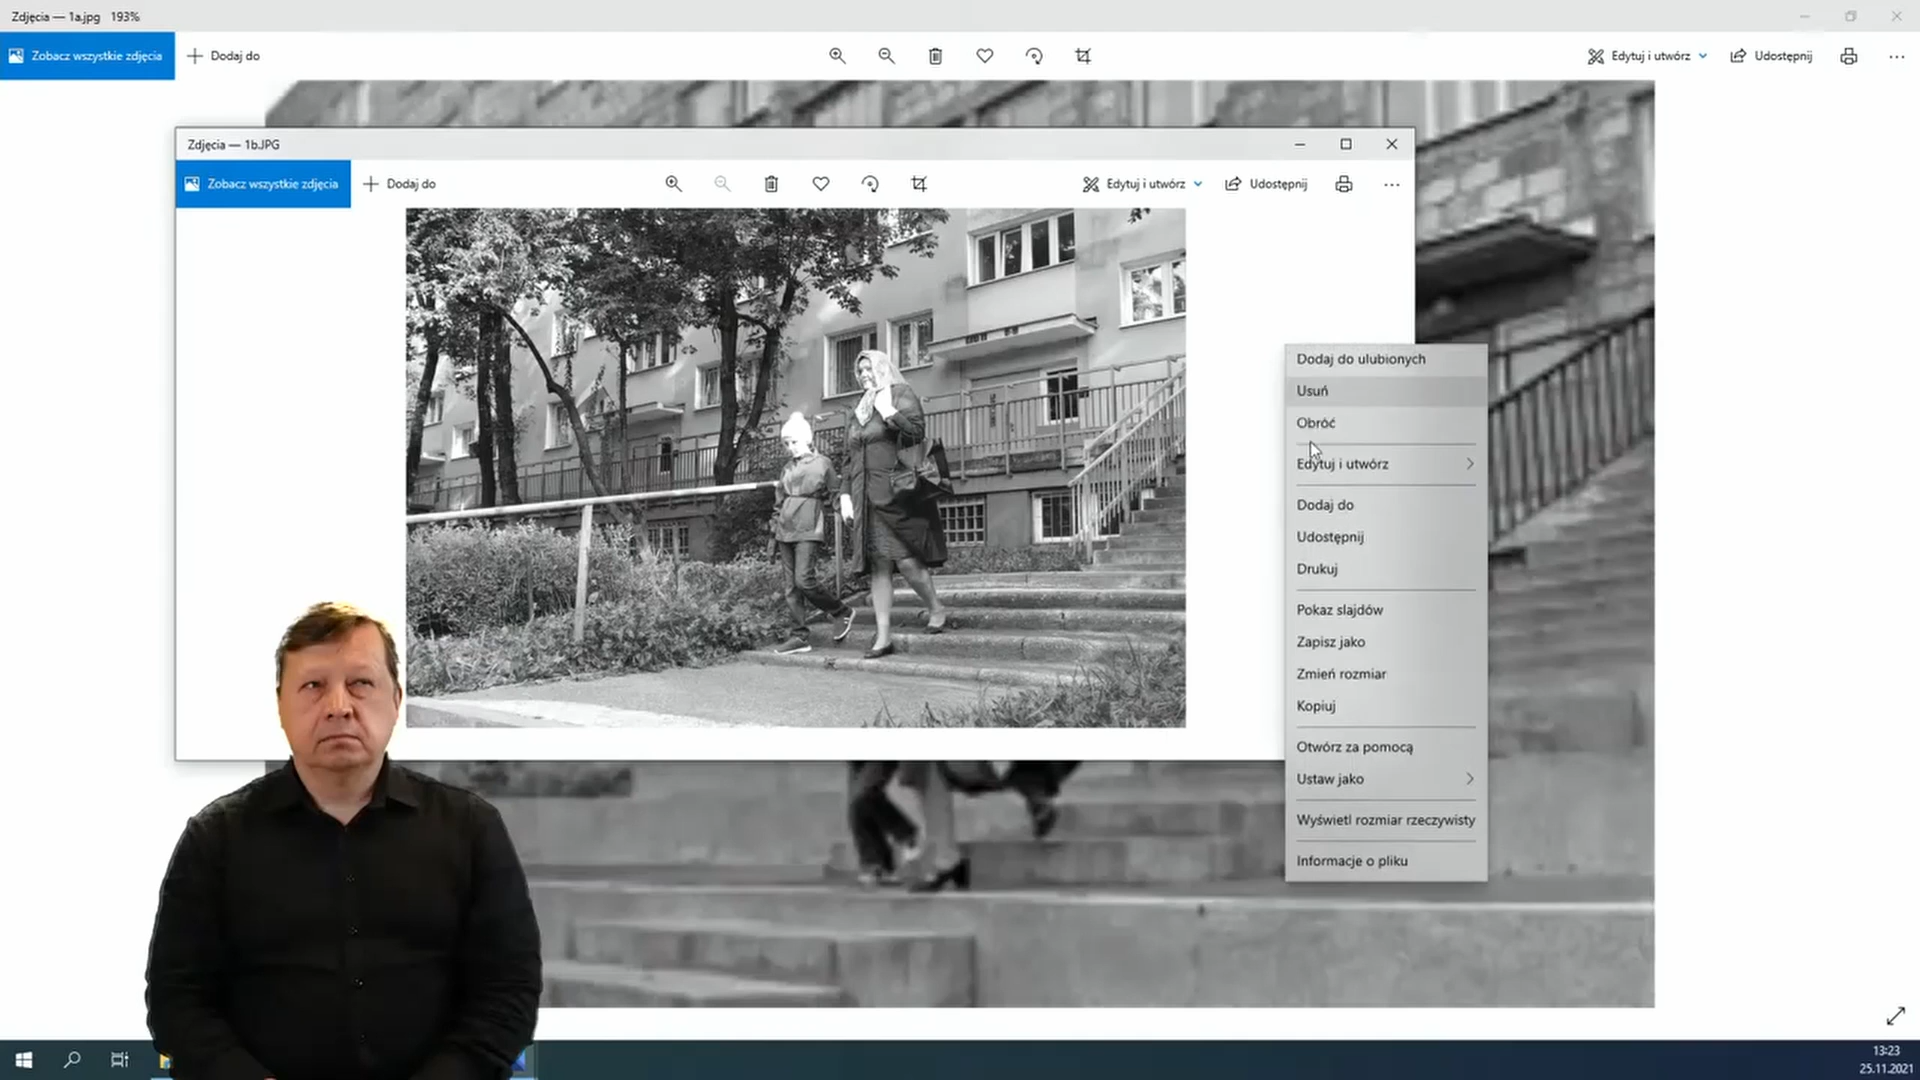 Zdjęcia — 1a.jpg 193%
Zobacz wszystkie zdjęcia
Dodaj do
Edytuj i utwórz
Udostępnij
Zdjęcia — 1b.JPG
Zobacz wszystkie zdjęcia
Dodaj do
Edytuj i utwórz
Udostępnij
Dodaj do ulubionych
Usuń
Obróć
Edytuj i utwórz
Dodaj do
Udostępnij
Drukuj
Pokaz slajdów
Zapisz jako
Zmień rozmiar
Kopiuj
Otwórz za pomocą
Ustaw jako
Wyświetl rozmiar rzeczywisty
Informacje o pliku
13:23
25.11.2021